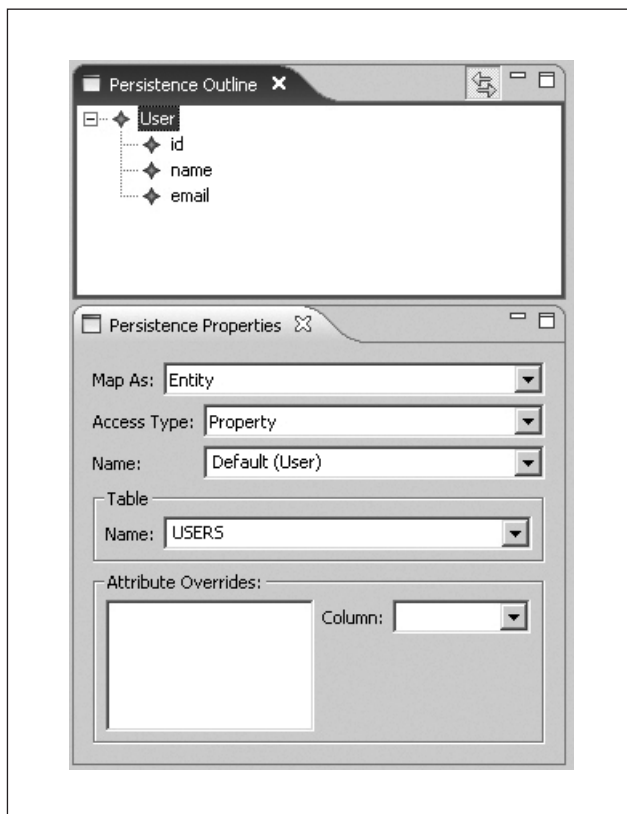 Persistence Outline
User
id
name
email
Persistence Properties
Map As: Entity
Access Type: Property
Name: Default (User)
Table
Name: USERS
Attribute Overrides:
Column: